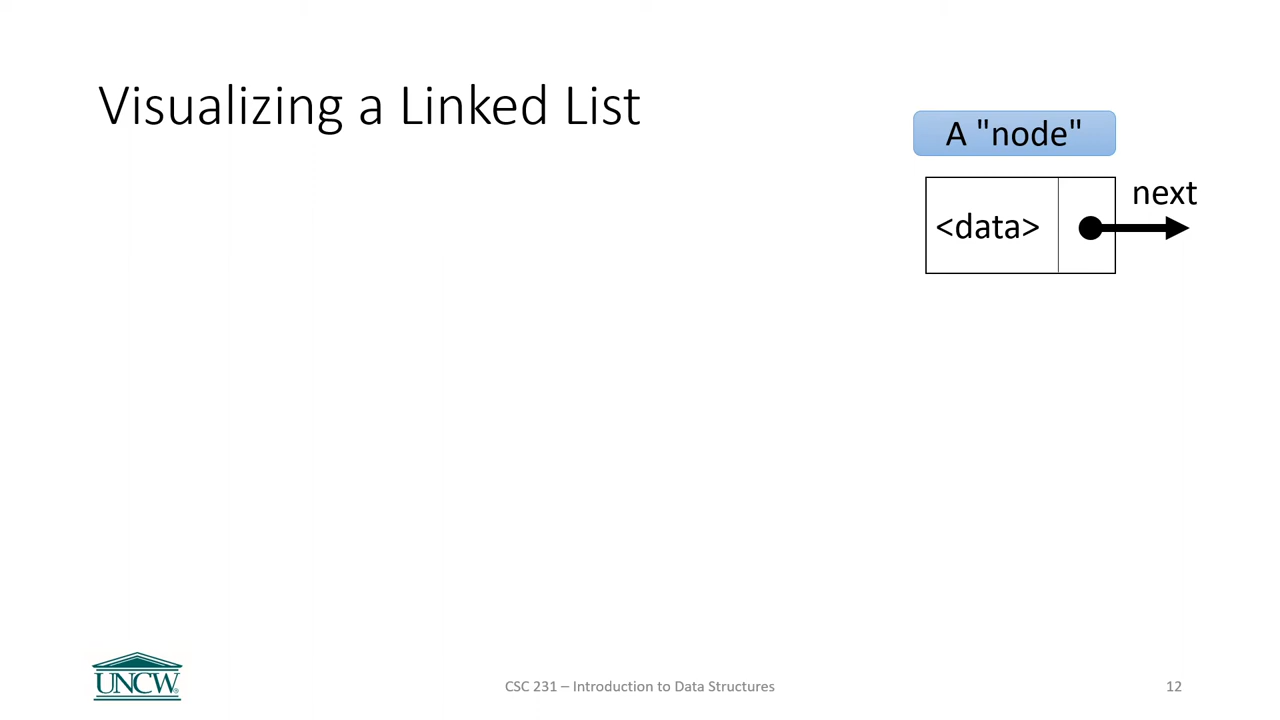 Visualizing a Linked List
A "node"
next
<data>
UNCW®
CSC 231 – Introduction to Data Structures
12